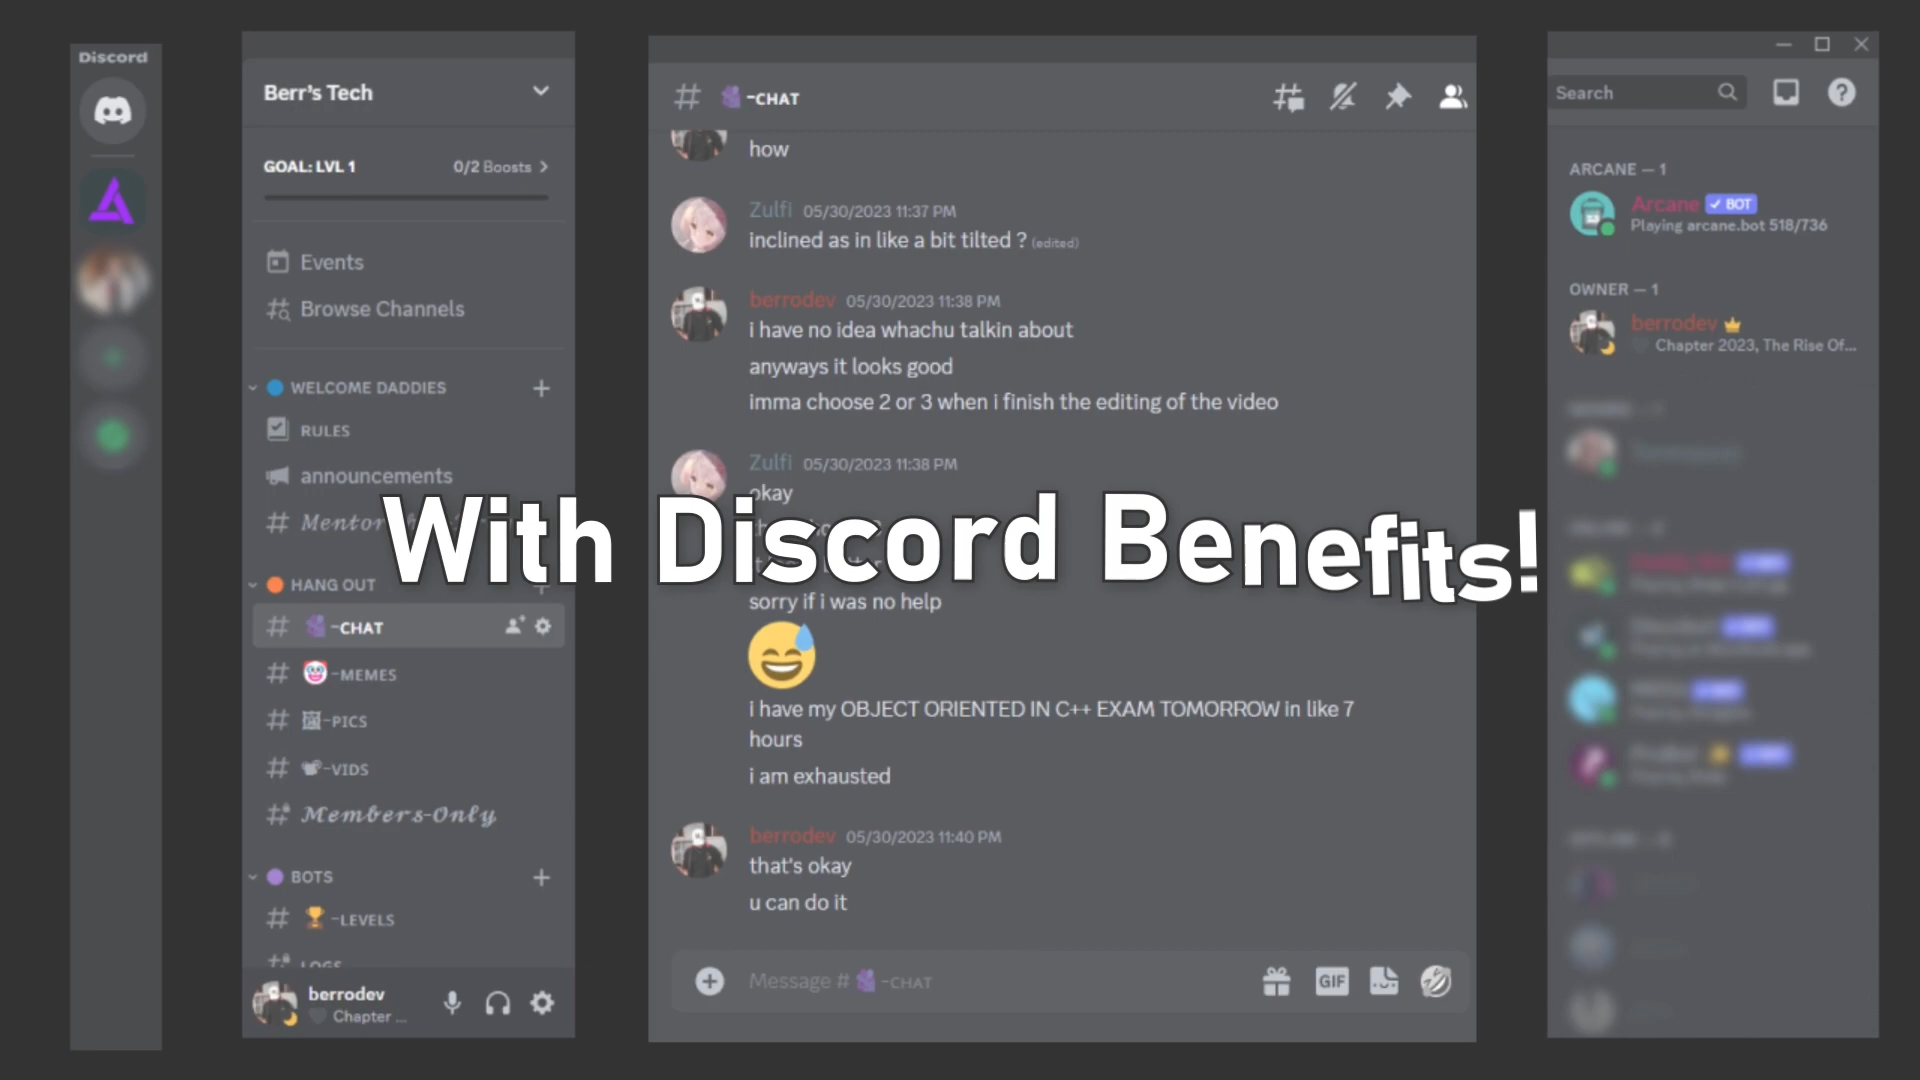 Discord
Berr's Tech
GOAL: LVL 1
0/2 Boosts
Events
Browse Channels
WELCOME DADDIES
RULES
announcements
Mentor
HANG OUT
-CHAT
-MEMES
-PICS
-VIDS
Members-Only
BOTS
-LEVELS
LOGS
berrodev
Chapter ...
-CHAT
how
Zulfi 05/30/2023 11:37 PM
inclined as in like a bit tilted ? (edited)
berrodev 05/30/2023 11:38 PM
i have no idea whachu talkin about
anyways it looks good
imma choose 2 or 3 when i finish the editing of the video
Zulfi 05/30/2023 11:38 PM
okay
With Discord Benefits!
sorry if i was no help
i have my OBJECT ORIENTED IN C++ EXAM TOMORROW in like 7
hours
i am exhausted
berrodev 05/30/2023 11:40 PM
that's okay
u can do it
Message # -CHAT
GIF
Search
ARCANE — 1
Arcane BOT
Playing arcane.bot 518/736
OWNER — 1
berrodev
Chapter 2023, The Rise Of...